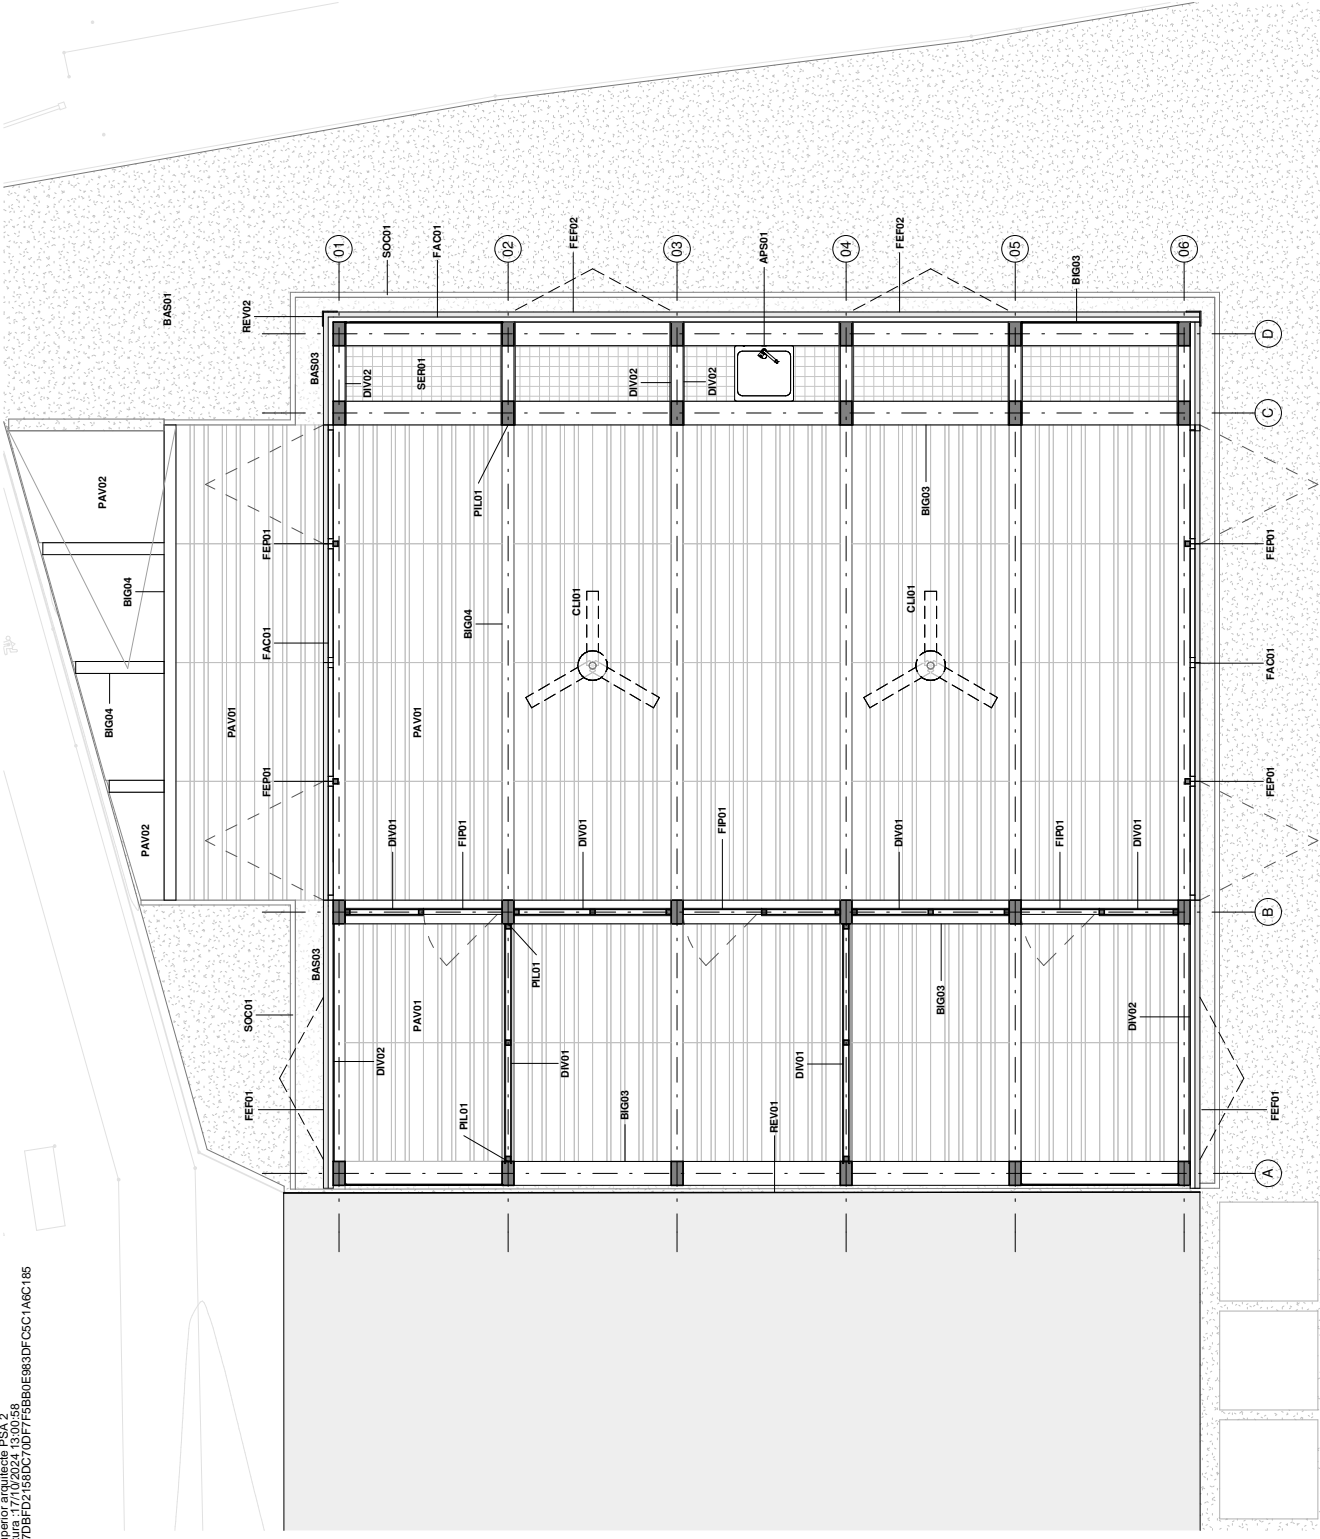 BAS01
REV02
SOC01
FAC01
FEF02
APS01
FEF02
BIG03
01
02
03
04
05
06
BAS03
DIV02
SER01
DIV02
DIV02
D
C
PAV02
PIL01
BIG03
FEP01
FEP01
BIG04
BIG04
CLI01
CLI01
FAC01
FAC01
BIG04
PAV01
PAV01
FEP01
FEP01
PAV02
DIV01
FIP01
DIV01
FIP01
DIV01
FIP01
DIV01
B
BAS03
PIL01
SOC01
PAV01
BIG03
DIV02
DIV02
DIV01
DIV01
FEF01
PIL01
BIG03
REV01
FEF01
A
perior arquitecte PSA 2
ura :17/10/2024 13:00:58
7DBFD2158DC70DF7F5BB0E983DFC5C1A6C185